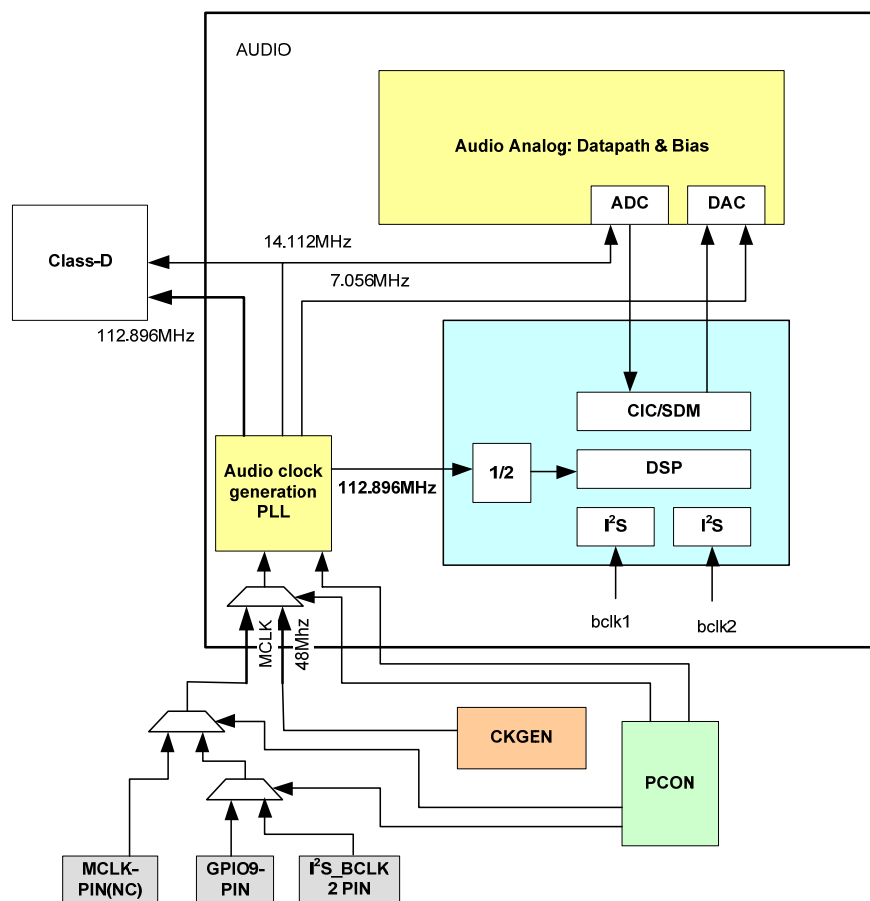 AUDIO
Audio Analog: Datapath & Bias
ADC
DAC
14.112MHz
Class-D
7.056MHz
112.896MHz
CIC/SDM
Audio clock
generation
PLL
112.896MHz
1/2
DSP
I²S
I²S
bclk1
bclk2
MCLK
48Mhz
CKGEN
PCON
MCLK-
PIN(NC)
GPIO9-
PIN
I²S_BCLK
2 PIN